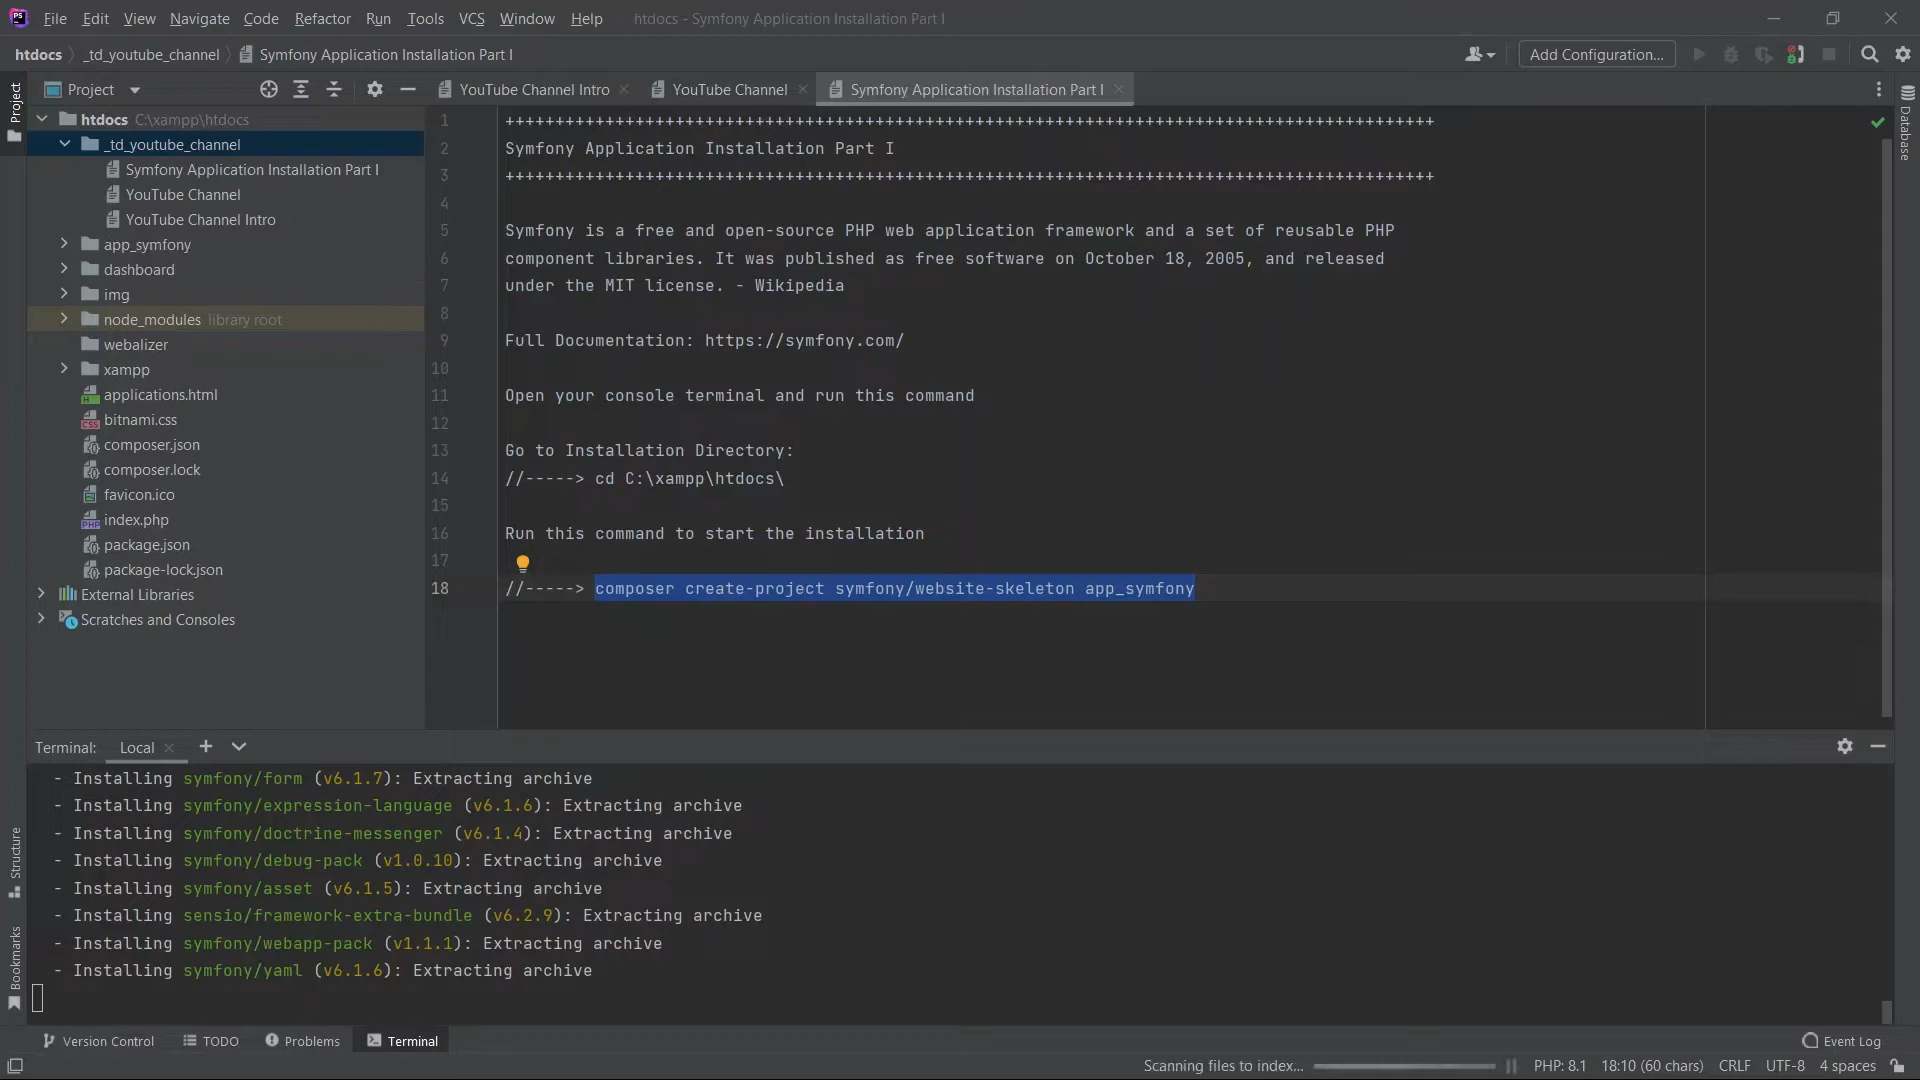 PS File Edit View Navigate Code Refactor Run Tools VCS Window Help htdocs - Symfony Application Installation Part I
htdocs _td_youtube_channel Symfony Application Installation Part I Add Configuration...
Project
Project YouTube Channel Intro YouTube Channel Symfony Application Installation Part I
Database
htdocs C:\xampp\htdocs
_td_youtube_channel
Symfony Application Installation Part I
YouTube Channel
YouTube Channel Intro
app_symfony
dashboard
img
node_modules library root
webalizer
xampp
applications.html
bitnami.css
composer.json
composer.lock
favicon.ico
index.php
package.json
package-lock.json
External Libraries
Scratches and Consoles
1 +++++++++++++++++++++++++++++++++++++++++++++++++++++++++++++++++++++++++++++++++++++++++++++
2 Symfony Application Installation Part I
3 +++++++++++++++++++++++++++++++++++++++++++++++++++++++++++++++++++++++++++++++++++++++++++++
4
5 Symfony is a free and open-source PHP web application framework and a set of reusable PHP
6 component libraries. It was published as free software on October 18, 2005, and released
7 under the MIT license. - Wikipedia
8
9 Full Documentation: https://symfony.com/
10
11 Open your console terminal and run this command
12
13 Go to Installation Directory:
14 //-----> cd C:\xampp\htdocs\
15
16 Run this command to start the installation
17
18 //-----> composer create-project symfony/website-skeleton app_symfony
Terminal: Local
- Installing symfony/form (v6.1.7): Extracting archive
- Installing symfony/expression-language (v6.1.6): Extracting archive
- Installing symfony/doctrine-messenger (v6.1.4): Extracting archive
- Installing symfony/debug-pack (v1.0.10): Extracting archive
- Installing symfony/asset (v6.1.5): Extracting archive
- Installing sensio/framework-extra-bundle (v6.2.9): Extracting archive
- Installing symfony/webapp-pack (v1.1.1): Extracting archive
- Installing symfony/yaml (v6.1.6): Extracting archive
Structure
Bookmarks
Version Control TODO Problems Terminal Event Log
Scanning files to index... PHP: 8.1 18:10 (60 chars) CRLF UTF-8 4 spaces